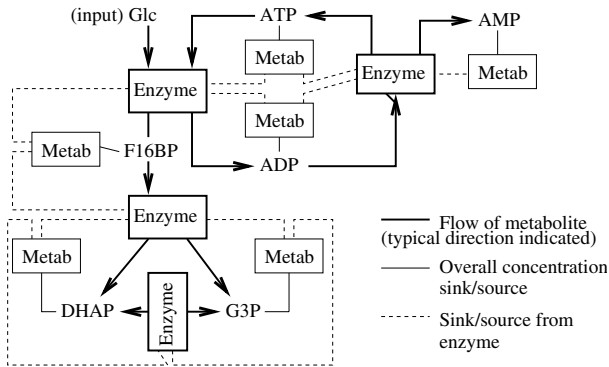 (input) Glc
ATP
AMP
Metab
Enzyme
Metab
Enzyme
Metab
Metab
F16BP
ADP
Enzyme
Metab
Metab
DHAP
Enzyme
G3P
Flow of metabolite
(typical direction indicated)
Overall concentration
sink/source
Sink/source from
enzyme